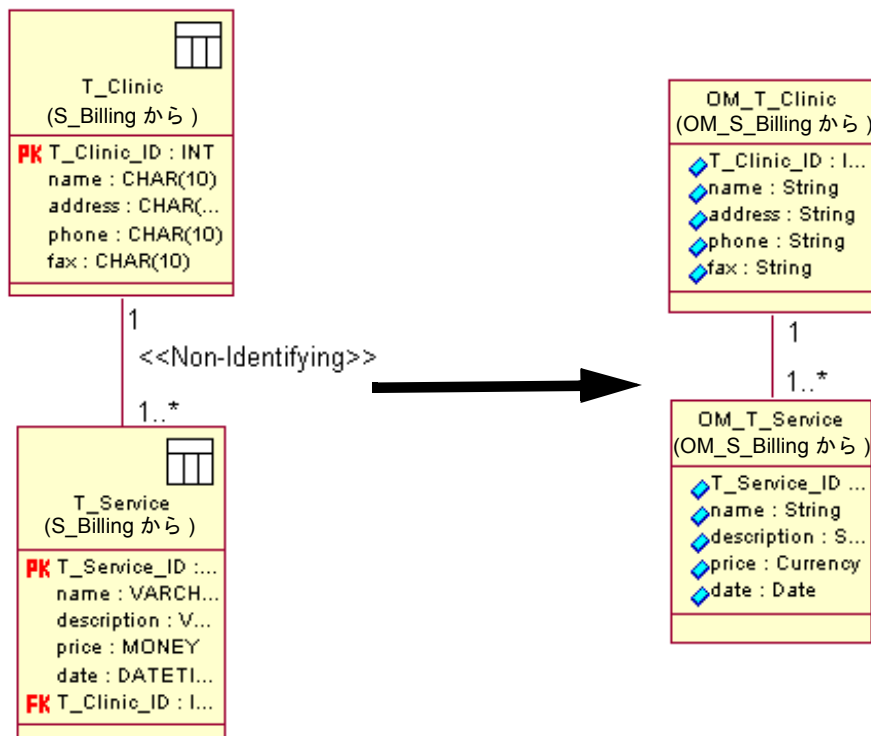 T_Clinic
(S_Billing から )
PK T_Clinic_ID : INT
name : CHAR(10)
address : CHAR(...
phone : CHAR(10)
fax : CHAR(10)
1
<<Non-Identifying>>
1..*
T_Service
(S_Billing から )
PK T_Service_ID :...
name : VARCH...
description : V...
price : MONEY
date : DATETI...
FK T_Clinic_ID : I...
OM_T_Clinic
(OM_S_Billing から )
T_Clinic_ID : I...
name : String
address : String
phone : String
fax : String
1
1..*
OM_T_Service
(OM_S_Billing から )
T_Service_ID ...
name : String
description : S...
price : Currency
date : Date